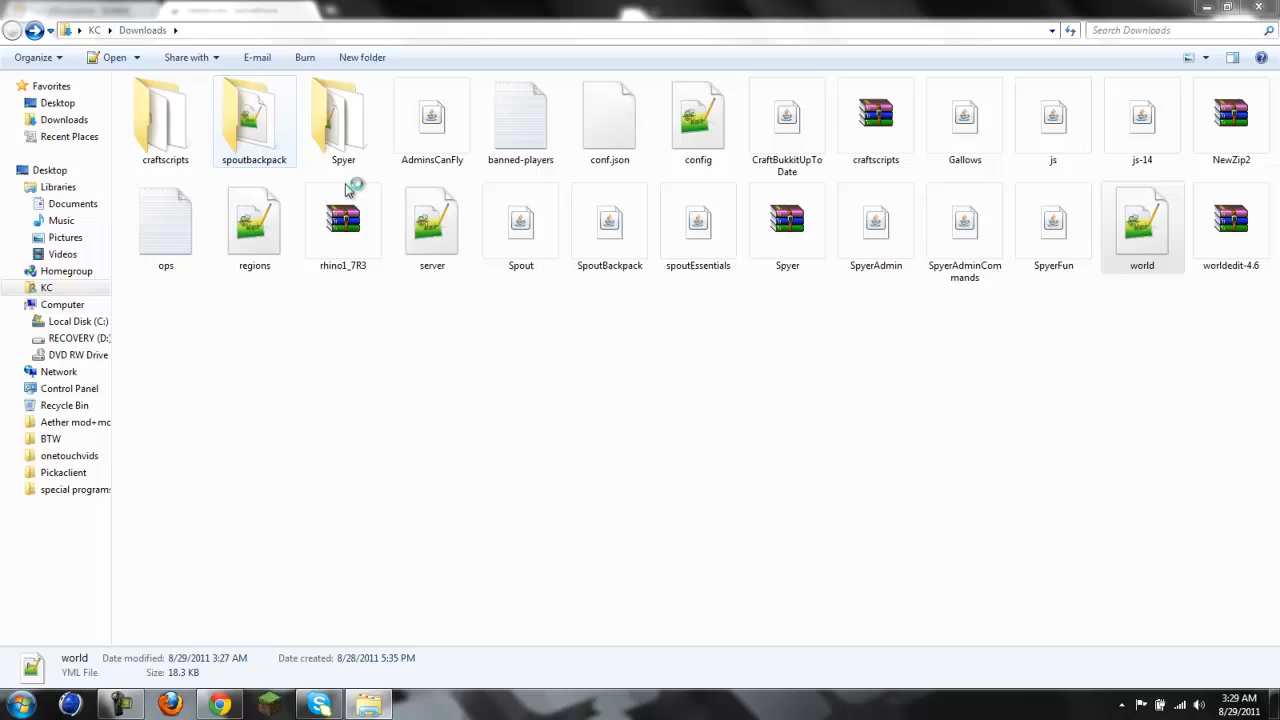 KC
Downloads
Search Downloads
Organize
Open
Share with
E-mail
Burn
New folder
Favorites
Desktop
Downloads
Recent Places
Desktop
Libraries
Documents
Music
Pictures
Videos
Homegroup
KC
Computer
Local Disk (C:)
RECOVERY (D:)
DVD RW Drive
Network
Control Panel
Recycle Bin
Aether mod+mc
BTW
onetouchvids
Pickaclient
special programs
craftscripts
spoutbackpack
Spyer
AdminsCanFly
banned-players
conf.json
config
CraftBukkitUpTo
Date
craftscripts
Gallows
js
js-14
NewZip2
ops
regions
rhino1_7R3
server
Spout
SpoutBackpack
spoutEssentials
Spyer
SpyerAdmin
SpyerAdminCom
mands
SpyerFun
world
worldedit-4.6
world
Date modified: 8/29/2011 3:27 AM
Date created: 8/28/2011 5:35 PM
YML File
Size: 18.3 KB
3:29 AM
8/29/2011